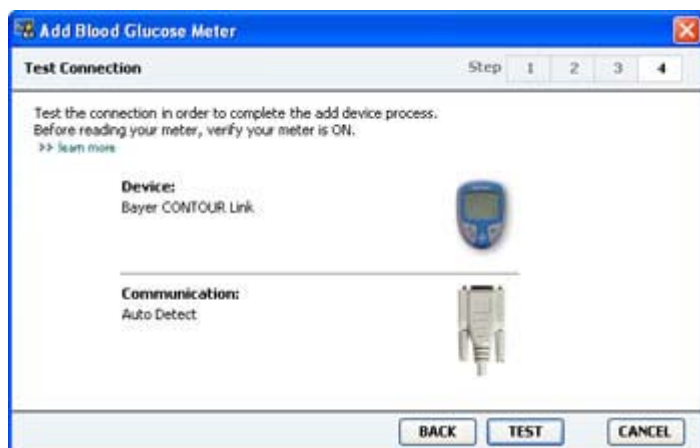 Add Blood Glucose Meter
Test Connection
Step 1 2 3 4
Test the connection in order to complete the add device process.
Before reading your meter, verify your meter is ON.
>> learn more
Device:
Bayer CONTOUR Link
Communication:
Auto Detect
BACK TEST CANCEL